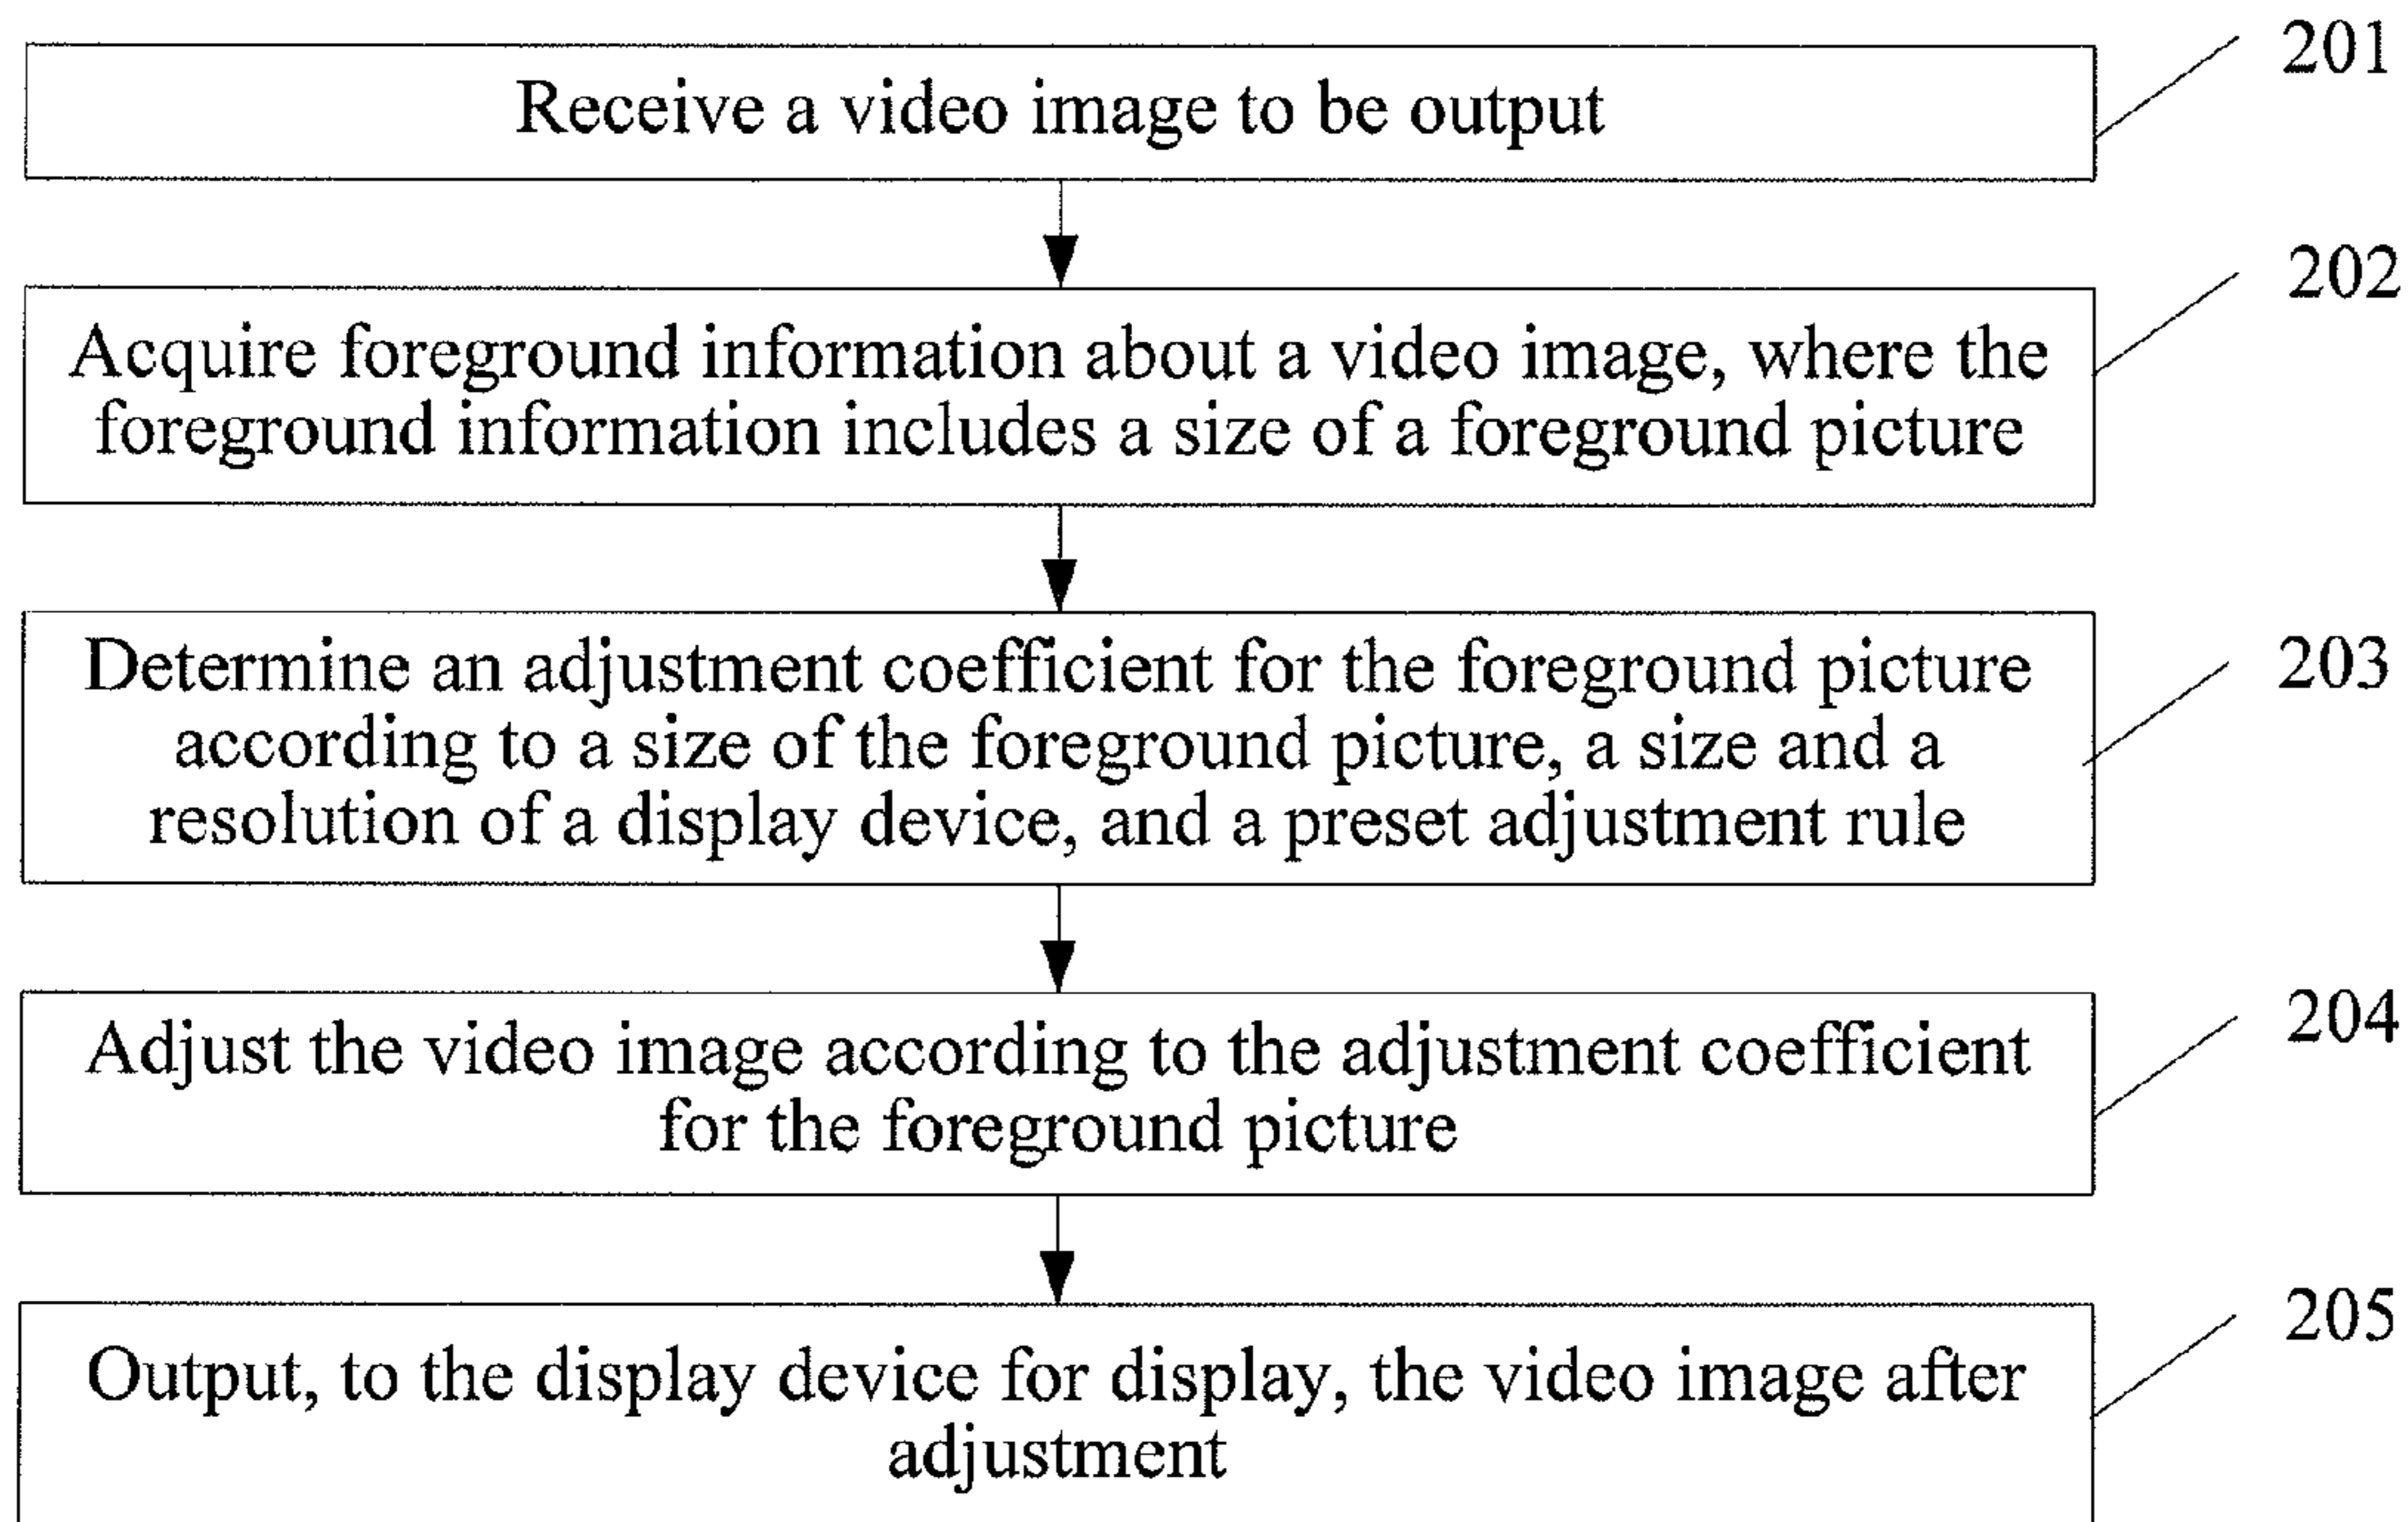 201
Receive a video image to be output
202
Acquire foreground information about a video image, where the
foreground information includes a size of a foreground picture
203
Determine an adjustment coefficient for the foreground picture
according to a size of the foreground picture, a size and a
resolution of a display device, and a preset adjustment rule
204
Adjust the video image according to the adjustment coefficient
for the foreground picture
205
Output, to the display device for display, the video image after
adjustment